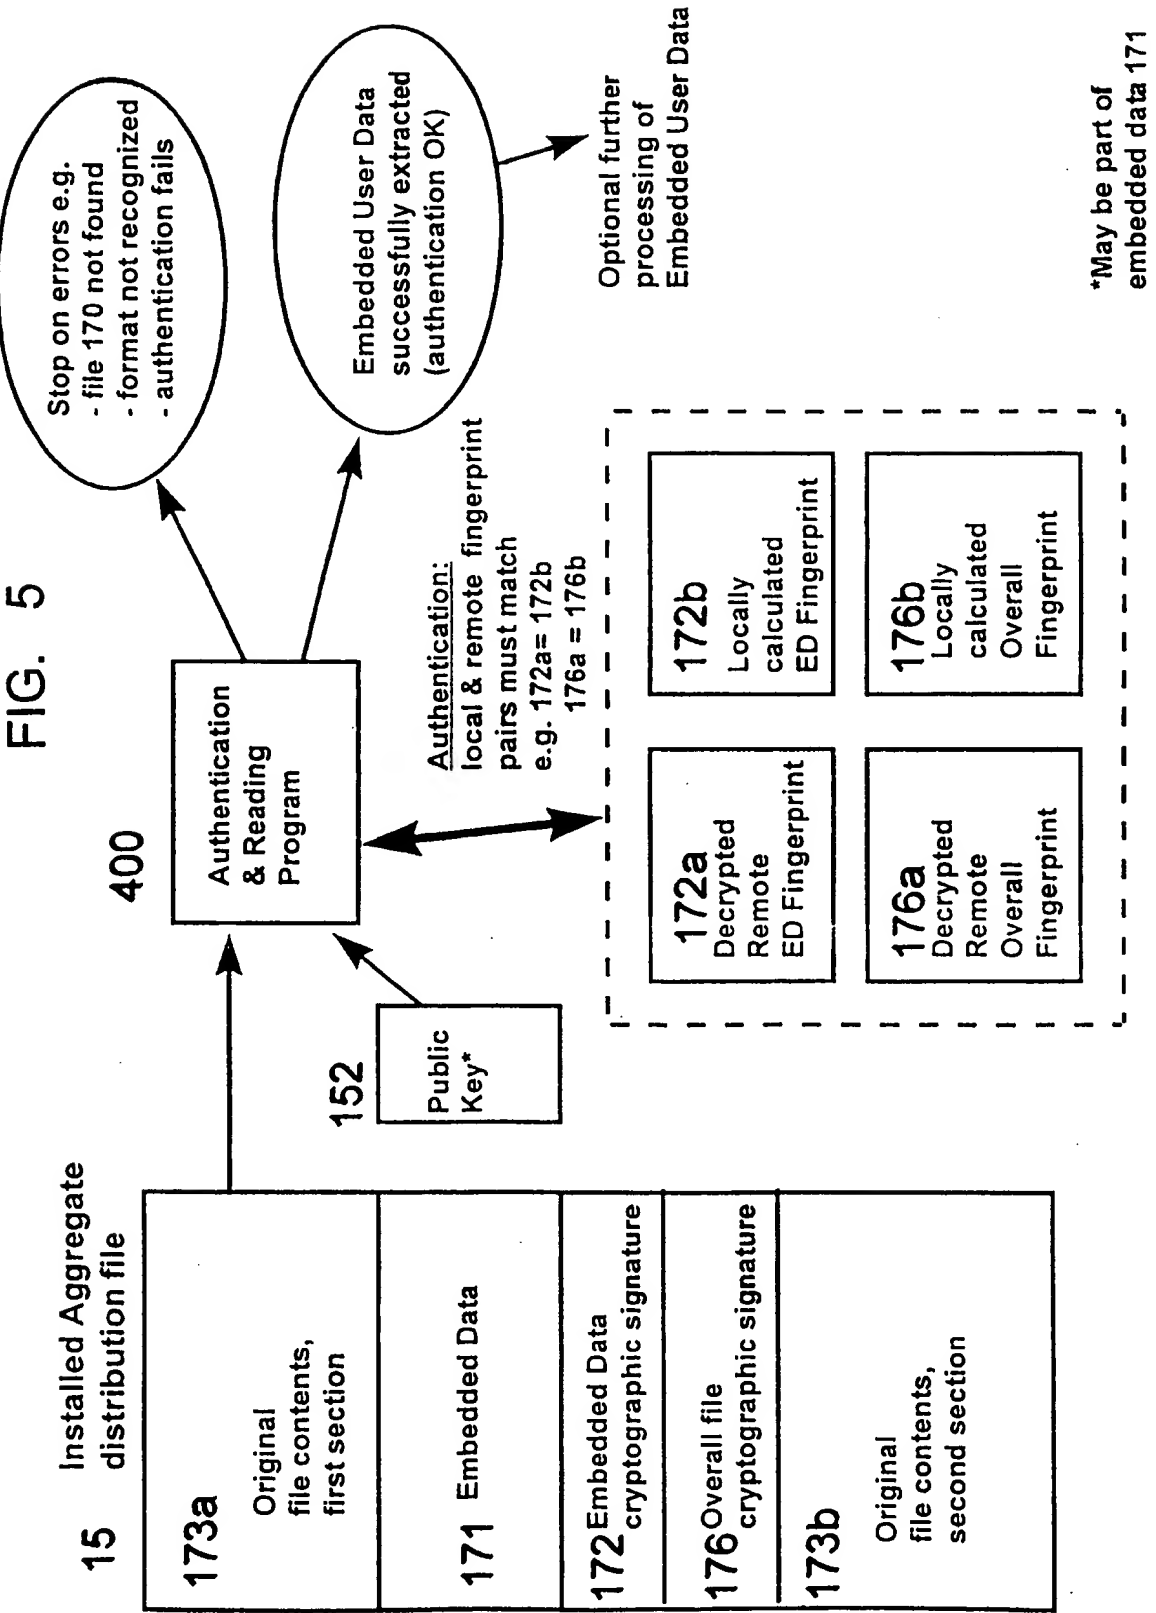 FIG. 5
15 Installed Aggregate
distribution file
173a
Original
file contents,
first section
171 Embedded Data
172 Embedded Data
cryptographic signature
176 Overall file
cryptographic signature
173b
Original
file contents,
second section
152
Public
Key*
400
Authentication
& Reading
Program
Stop on errors e.g.
- file 170 not found
- format not recognized
- authentication fails
Embedded User Data
successfully extracted
(authentication OK)
Optional further
processing of
Embedded User Data
Authentication:
local & remote fingerprint
pairs must match
e.g. 172a= 172b
176a = 176b
172a
Decrypted
Remote
ED Fingerprint
172b
Locally
calculated
ED Fingerprint
176a
Decrypted
Remote
Overall
Fingerprint
176b
Locally
calculated
Overall
Fingerprint
*May be part of
embedded data 171